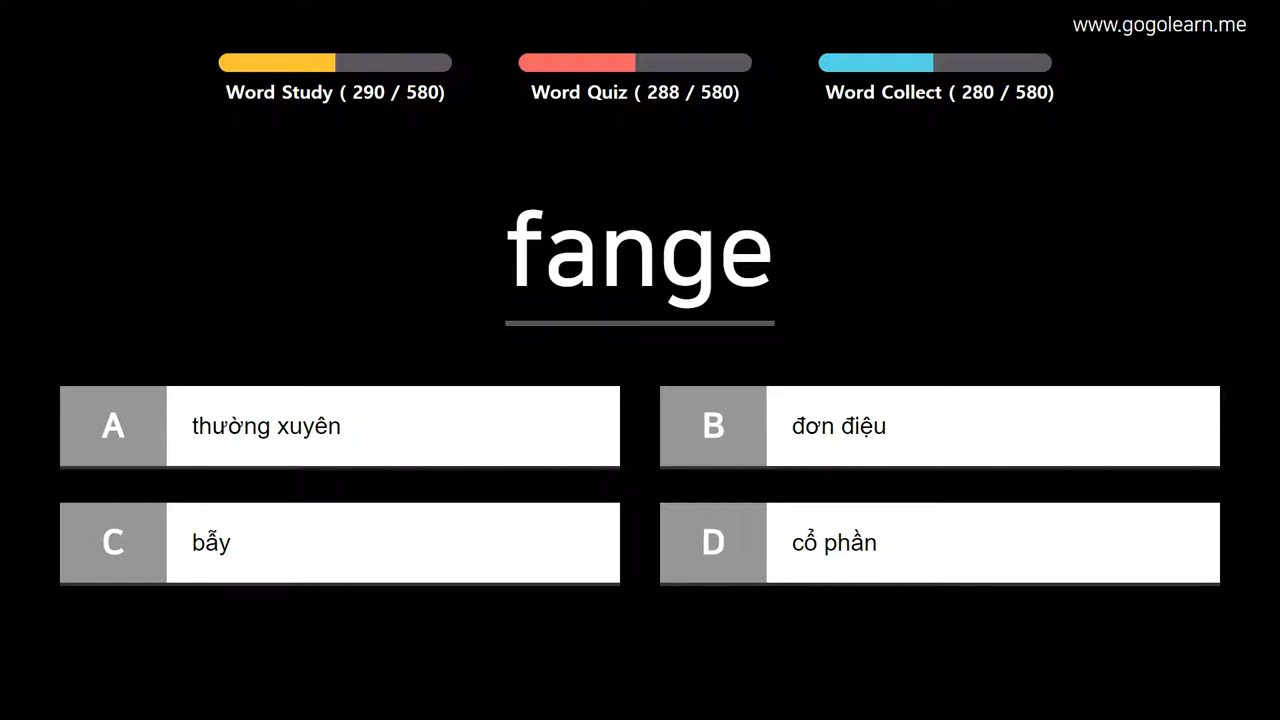 www.gogolearn.me
Word Study ( 290 / 580)
Word Quiz ( 288 / 580)
Word Collect ( 280 / 580)
fange
A thường xuyên
B đơn điệu
C bẫy
D cổ phần